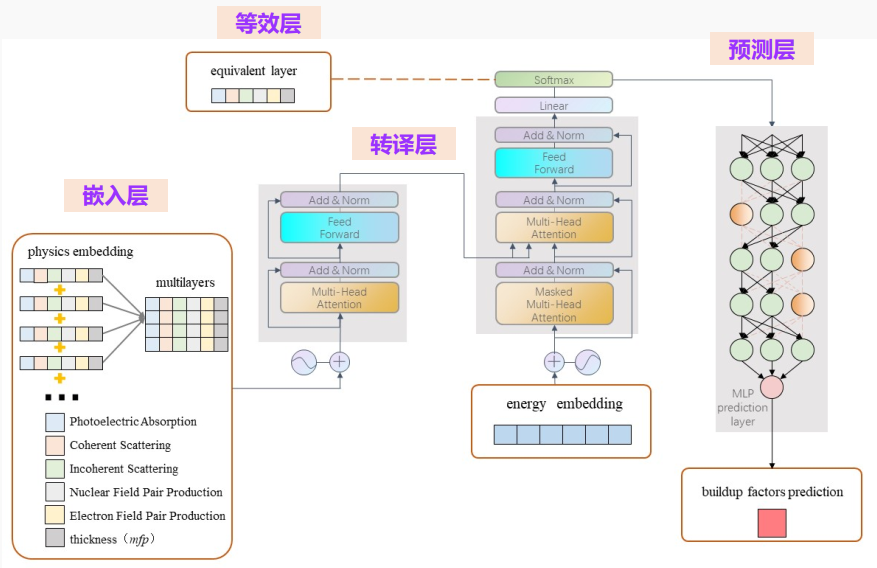 等效层
equivalent layer
预测层
Softmax
Linear
Add & Norm
Feed
Forward
Add & Norm
Multi-Head
Attention
Add & Norm
Masked
Multi-Head
Attention
转译层
Add & Norm
Feed
Forward
Add & Norm
Multi-Head
Attention
嵌入层
physics embedding
multilayers
Photoelectric Absorption
Coherent Scattering
Incoherent Scattering
Nuclear Field Pair Production
Electron Field Pair Production
thickness（mfp）
energy embedding
MLP
prediction
layer
buildup factors prediction